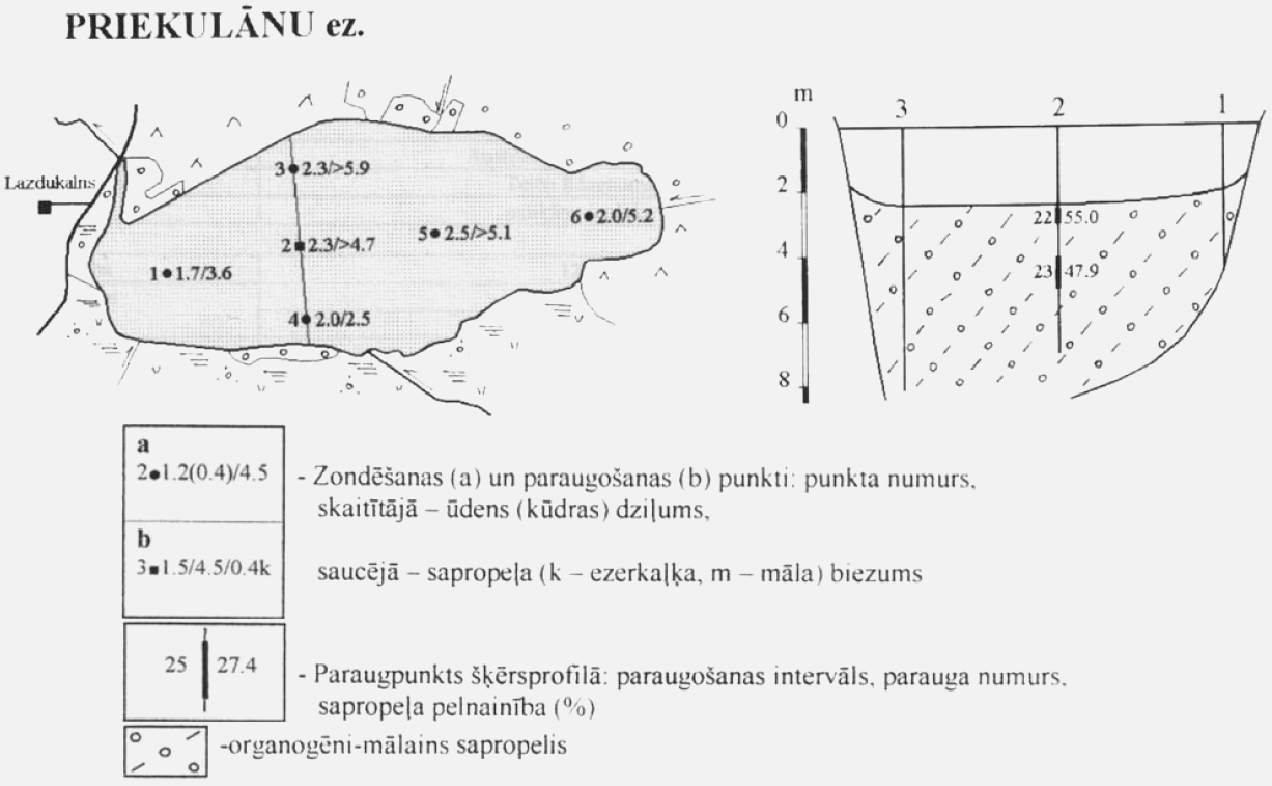 PRIEKULĀNU ez.
Lazdukalns
3●2.3/>5.9
2■2.3/>4.7
5●2.5/>5.1
6●2.0/5.2
1●1.7/3.6
4●2.0/2.5
m
0
2
4
6
8
3
2
1
22 55.0
23 47.9
a
2●1.2(0.4)/4.5
- Zondēšanas (a) un paraugošanas (b) punkti: punkta numurs,
skaitītājā – ūdens (kūdras) dziļums,
b
3■1.5/4.5/0.4k
saucējā – sapropeļa (k – ezerkaļķa, m – māla) biezums
25 27.4
- Paraugpunkts šķērsprofīlā: paraugošanas intervāls, parauga numurs,
sapropeļa pelnainība (%)
-organogēni-mālains sapropelis